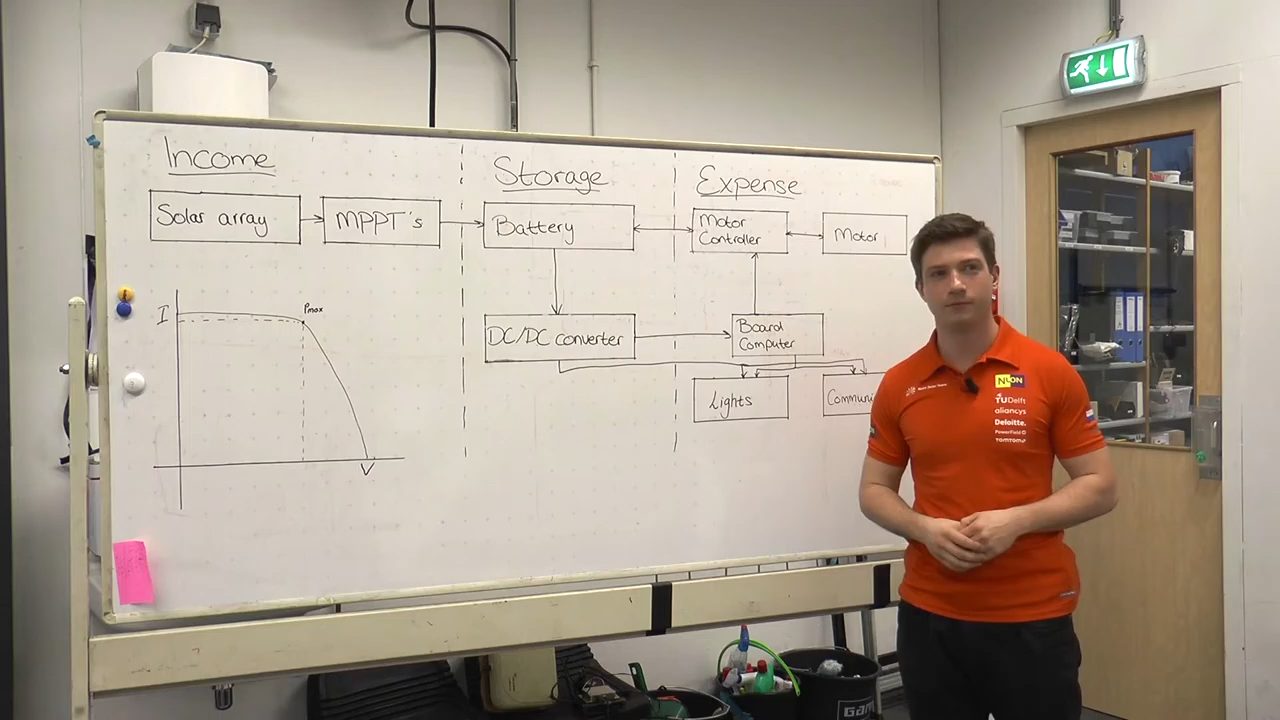 Income
Storage
Expense
Solar array
MPPT's
Battery
Motor
Controller
Motor
I
Pmax
V
DC/DC converter
Board
Computer
Lights
NUON
TU Delft
aliancys
Deloitte.
POWERFIELD
TOMTOM